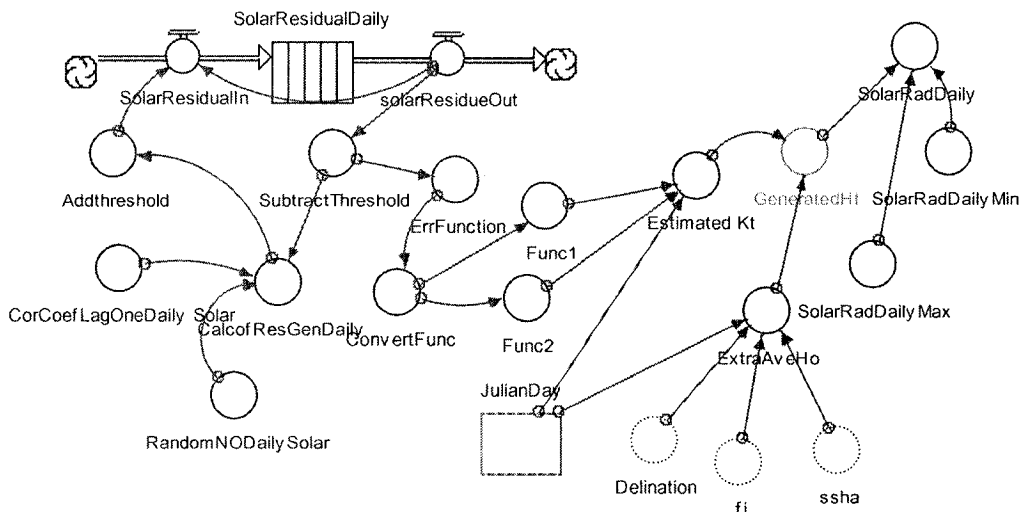 SolarResidualDaily
SolarResidualIn
solarResidueOut
SolarRadDaily
Addthreshold
SubtractThreshold
ErrFunction
Estimated Kt
GeneratedHt
SolarRadDaily Min
Func1
CorCoef LagOneDaily Solar
CalcofResGenDaily
ConvertFunc
Func2
SolarRadDaily Max
ExtraAveHo
JulianDay
RandomNODaily Solar
Delination
fi
ssha